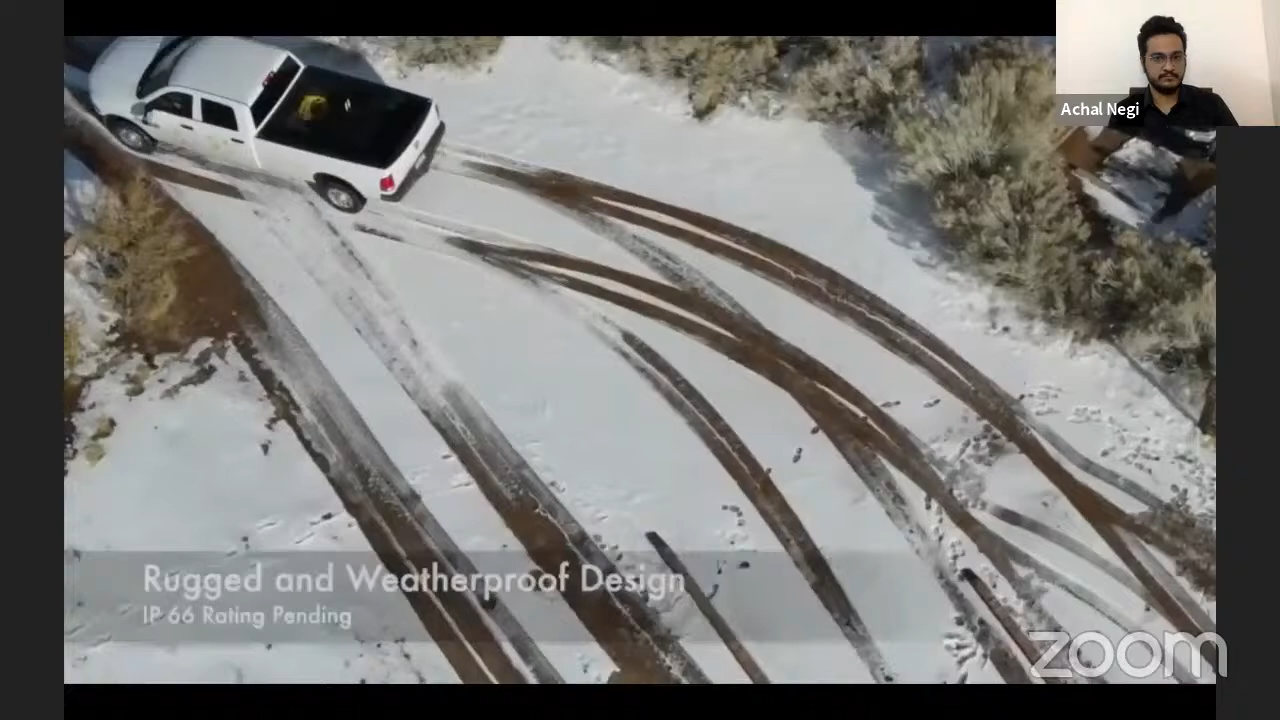 Achal Negi
Rugged and Weatherproof Design
IP 66 Rating Pending
zoom